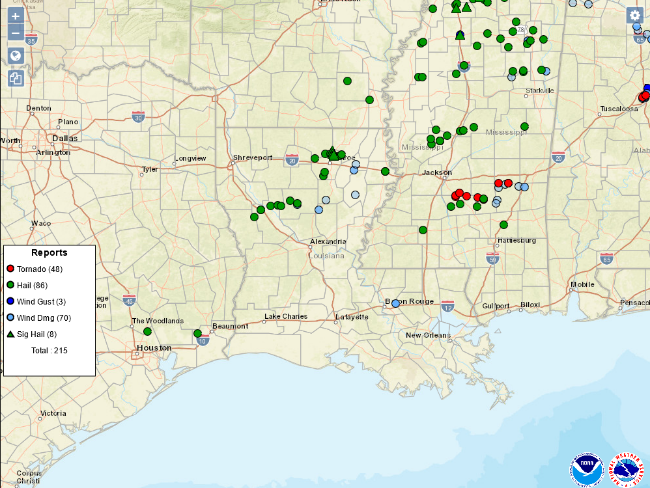 Denton
Plano
Dallas
Arlington
Tyler
Longview
Shreveport
Waco
Starkville
Tuscaloosa
Mississippi
Mississippi
Jackson
Alexandria
Louisiana
Hattiesburg
Mobile
Gulfport
Biloxi
Baton Rouge
Lafayette
Lake Charles
New Orleans
The Woodlands
Beaumont
Houston
Victoria
Corpus
Christi
Reports
Tornado (48)
Hail (86)
Wind Gust (3)
Wind Dmg (70)
Sig Hail (8)
Total : 215
NOAA